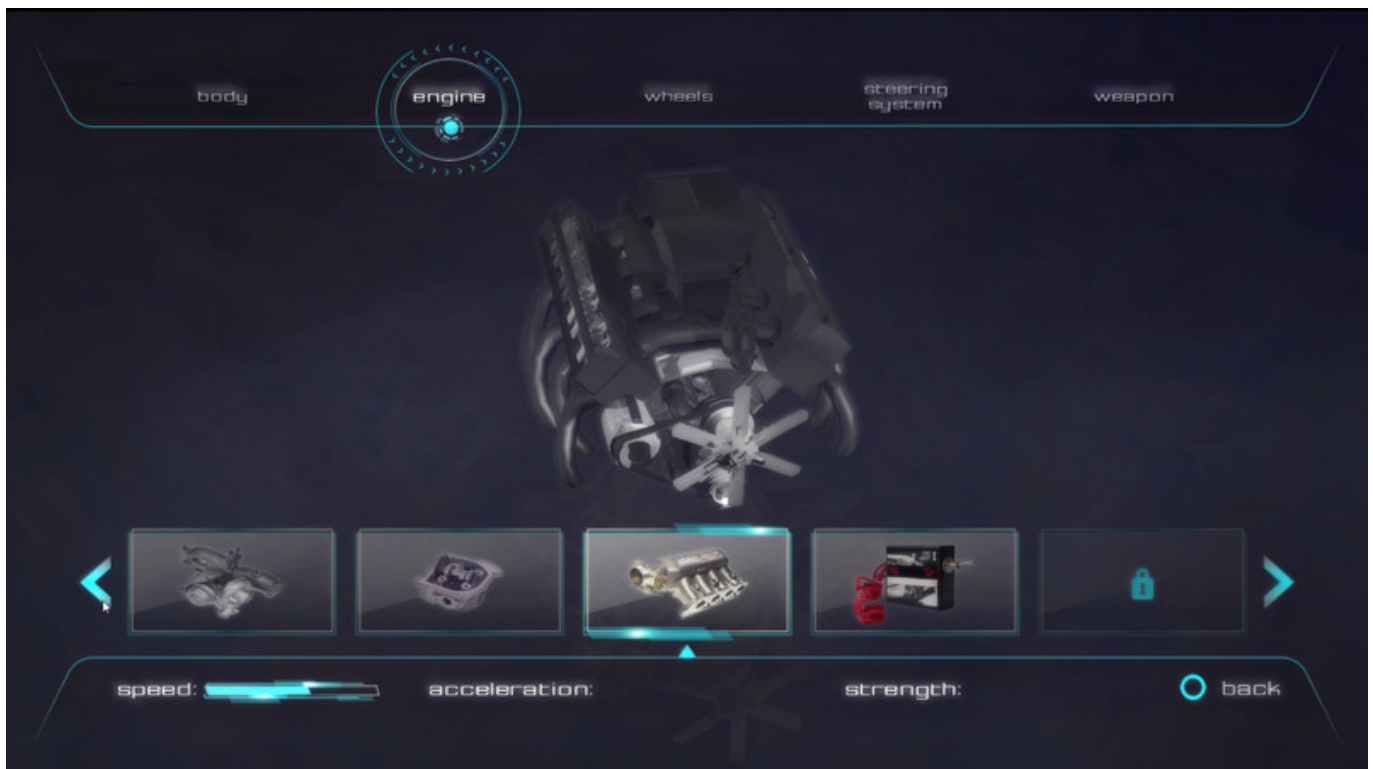 body
engine
wheels
steering
system
weapon
speed:
acceleration:
strength:
back